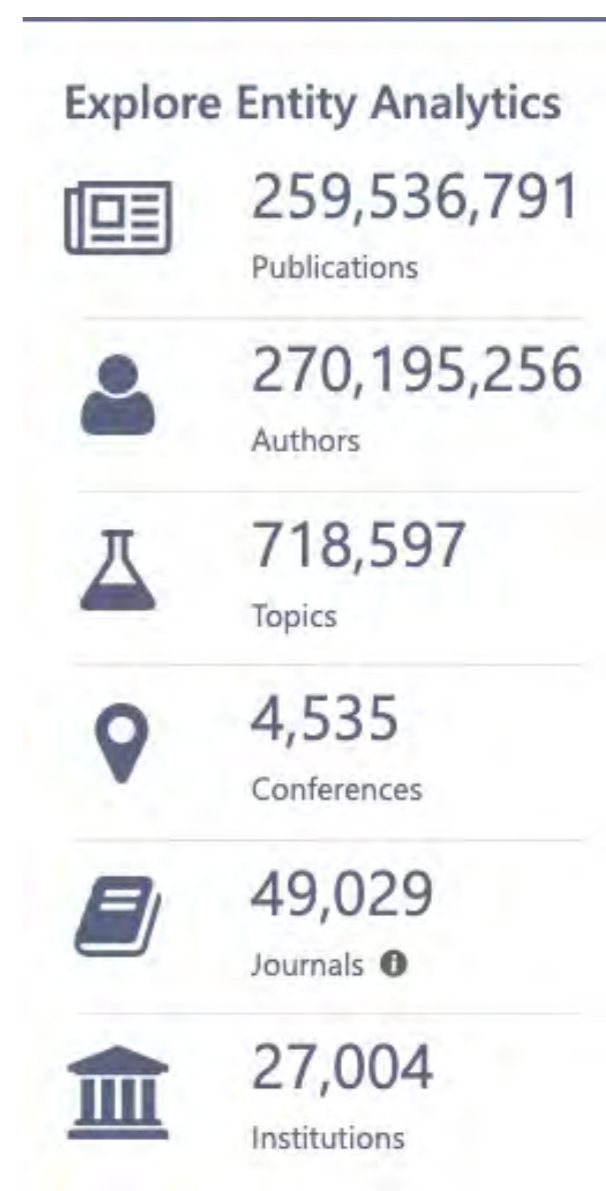 Explore Entity Analytics
259,536,791
Publications
270,195,256
Authors
718,597
Topics
4,535
Conferences
49,029
Journals
27,004
Institutions